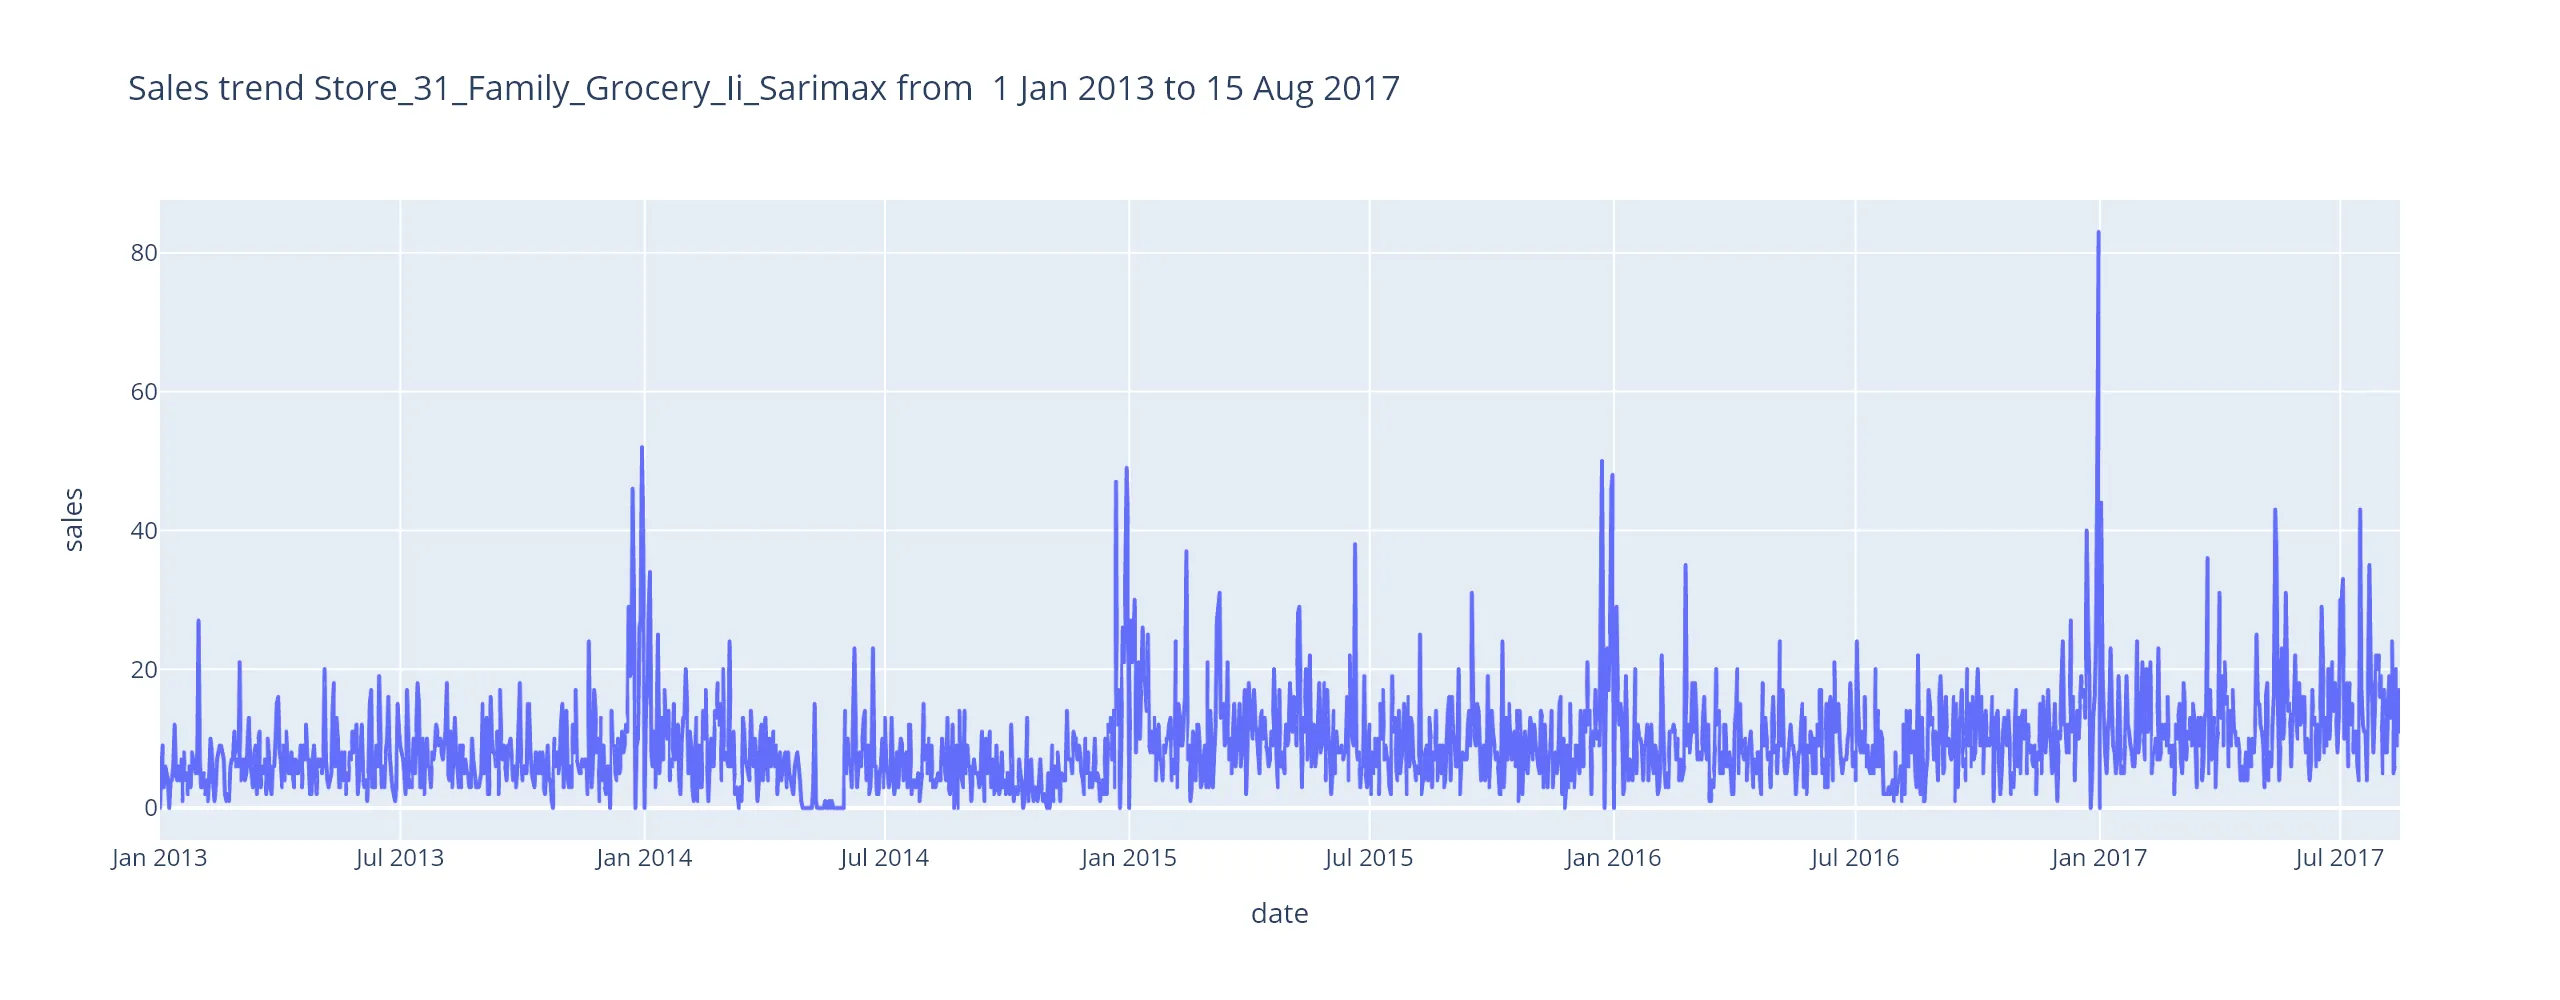 Sales trend Store_31_Family_Grocery_Ii_Sarimax from  1 Jan 2013 to 15 Aug 2017
80
60
40
20
0
sales
Jan 2013 Jul 2013 Jan 2014 Jul 2014 Jan 2015 Jul 2015 Jan 2016 Jul 2016 Jan 2017 Jul 2017
date